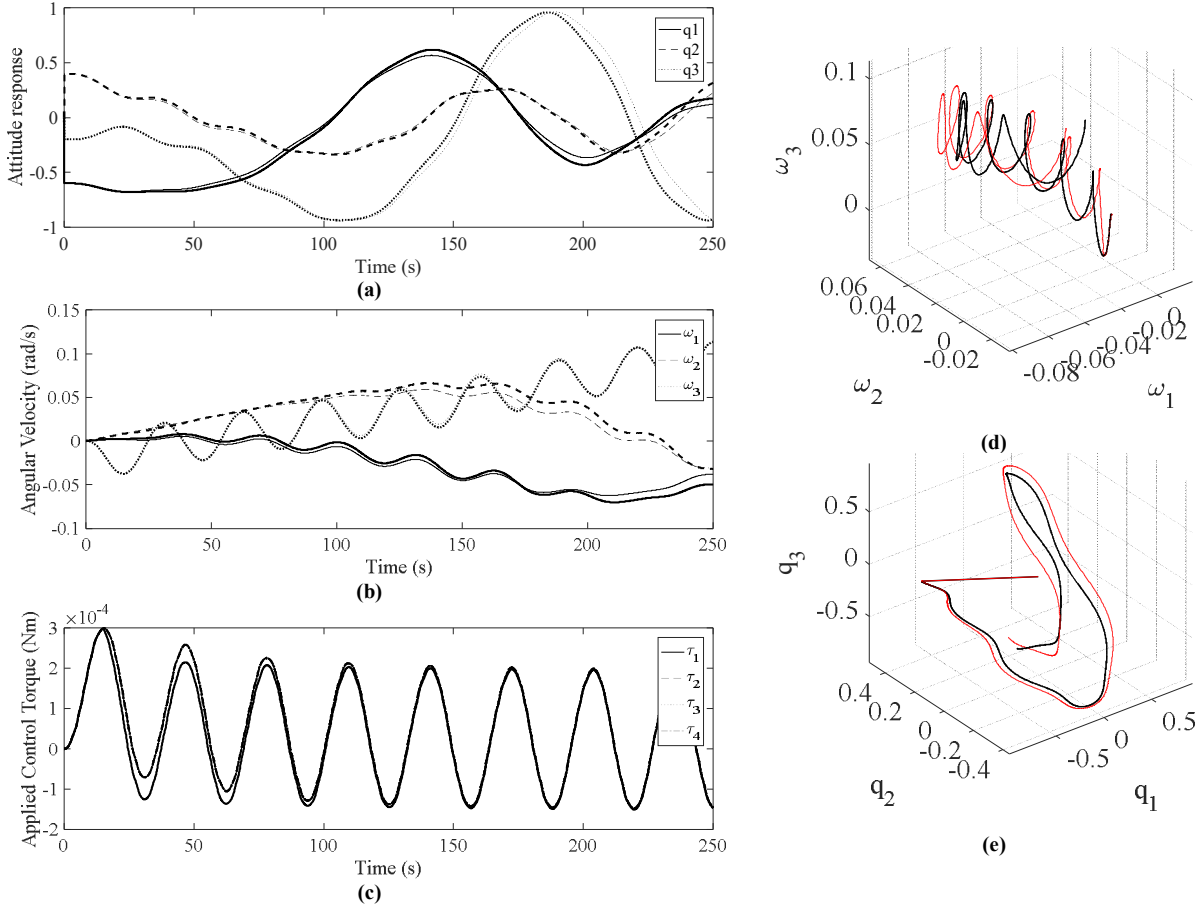 1
0.5
0
-0.5
-1
Attitude response
q1
q2
q3
0 50 100 150 200 250
Time (s)
(a)
0.15
0.1
0.05
0
-0.05
-0.1
Angular Velocity (rad/s)
ω1
ω2
ω3
0 50 100 150 200 250
Time (s)
(b)
×10-4
3
2
1
0
-1
-2
Applied Control Torque (Nm)
τ1
τ2
τ3
τ4
0 50 100 150 200 250
Time (s)
(c)
0.1
0.05
0
ω3
0.06
0.04
0.02
0
-0.02
ω2
-0.08
-0.06
-0.04
-0.02
0
ω1
(d)
0.5
0
-0.5
q3
0.4
0.2
0
-0.2
-0.4
q2
-0.5
0
0.5
q1
(e)